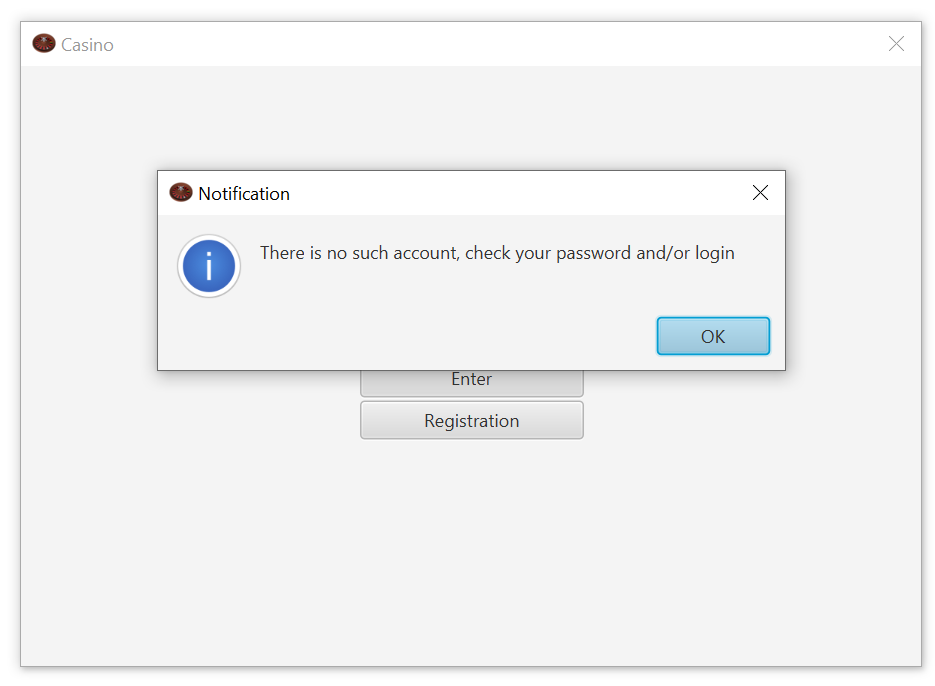 Casino
Notification
There is no such account, check your password and/or login
OK
Enter
Registration